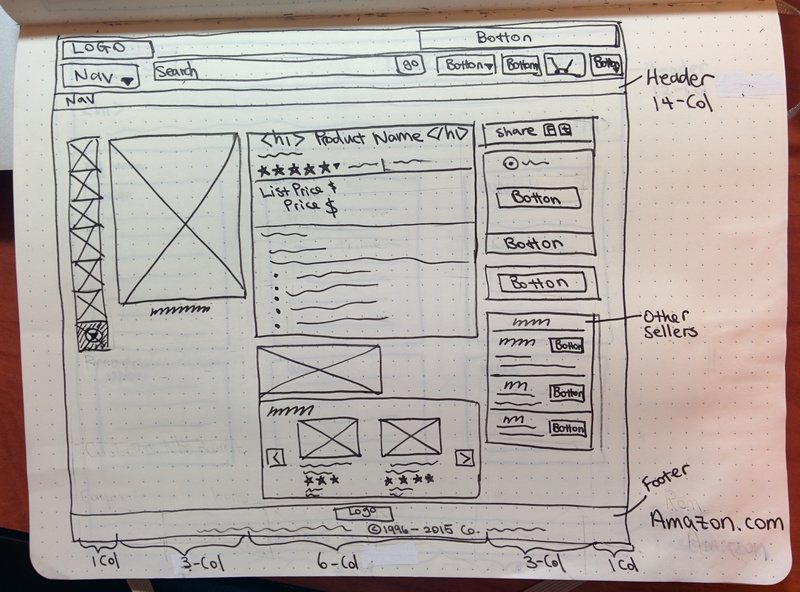 LOGO
Botton
Nav
Search
go
Botton
Botton
Botton
Header
14-Col
Nav
<h1> Product Name </h1>
share
List Price $
Price $
Botton
Botton
Botton
Other
Sellers
Botton
Botton
Botton
<
>
Footer
Logo
©1996-2015 Co.
Amazon.com
1 Col
3-Col
6-Col
3-Col
1 Col